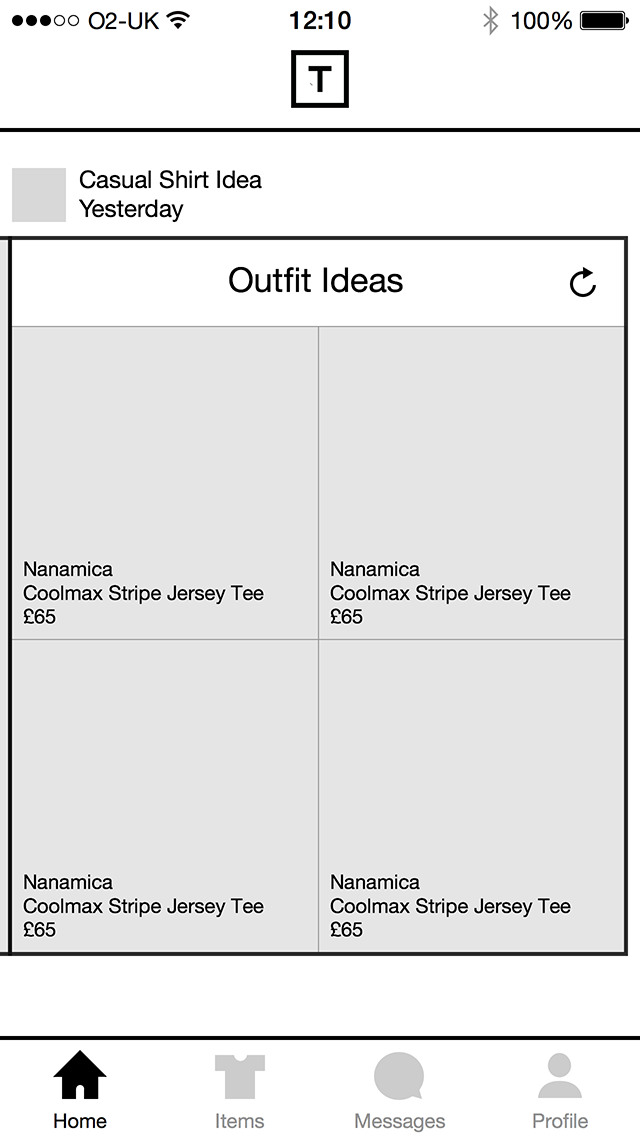 O2-UK 12:10 100%
T
Casual Shirt Idea
Yesterday
Outfit Ideas
Nanamica
Coolmax Stripe Jersey Tee
£65
Nanamica
Coolmax Stripe Jersey Tee
£65
Nanamica
Coolmax Stripe Jersey Tee
£65
Nanamica
Coolmax Stripe Jersey Tee
£65
Home Items Messages Profile